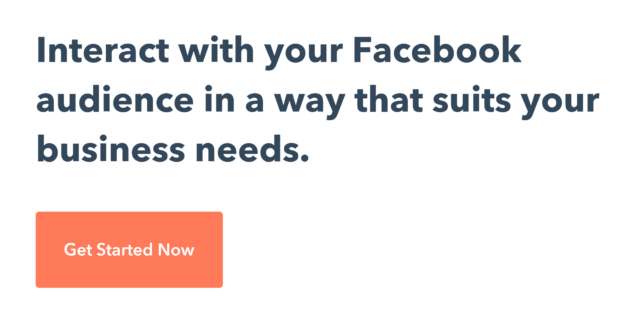 Interact with your Facebook
audience in a way that suits your
business needs.
Get Started Now